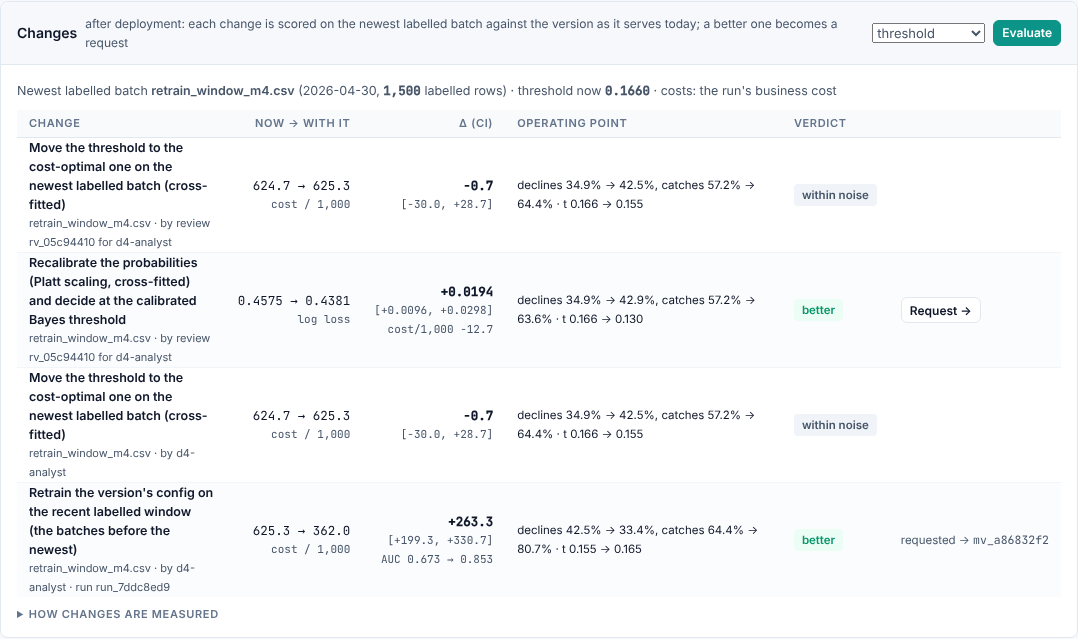 Changes
after deployment: each change is scored on the newest labelled batch against the version as it serves today; a better one becomes a
request
threshold
Evaluate
Newest labelled batch retrain_window_m4.csv (2026-04-30, 1,500 labelled rows) · threshold now 0.1660 · costs: the run's business cost
CHANGE NOW → WITH IT Δ (CI) OPERATING POINT VERDICT
Move the threshold to the
cost-optimal one on the
newest labelled batch (cross-
fitted)
retrain_window_m4.csv · by review
rv_05c94410 for d4-analyst
624.7 → 625.3
cost / 1,000
-0.7
[-30.0, +28.7]
declines 34.9% → 42.5%, catches 57.2% →
64.4% · t 0.166 → 0.155
within noise
Recalibrate the probabilities
(Platt scaling, cross-fitted)
and decide at the calibrated
Bayes threshold
retrain_window_m4.csv · by review
rv_05c94410 for d4-analyst
0.4575 → 0.4381
log loss
+0.0194
[+0.0096, +0.0298]
cost/1,000 -12.7
declines 34.9% → 42.9%, catches 57.2% →
63.6% · t 0.166 → 0.130
better
Request →
Move the threshold to the
cost-optimal one on the
newest labelled batch (cross-
fitted)
retrain_window_m4.csv · by d4-
analyst
624.7 → 625.3
cost / 1,000
-0.7
[-30.0, +28.7]
declines 34.9% → 42.5%, catches 57.2% →
64.4% · t 0.166 → 0.155
within noise
Retrain the version's config on
the recent labelled window
(the batches before the
newest)
retrain_window_m4.csv · by d4-
analyst · run run_7ddc8ed9
625.3 → 362.0
cost / 1,000
+263.3
[+199.3, +330.7]
AUC 0.673 → 0.853
declines 42.5% → 33.4%, catches 64.4% →
80.7% · t 0.155 → 0.165
better
requested → mv_a86832f2
▸ HOW CHANGES ARE MEASURED